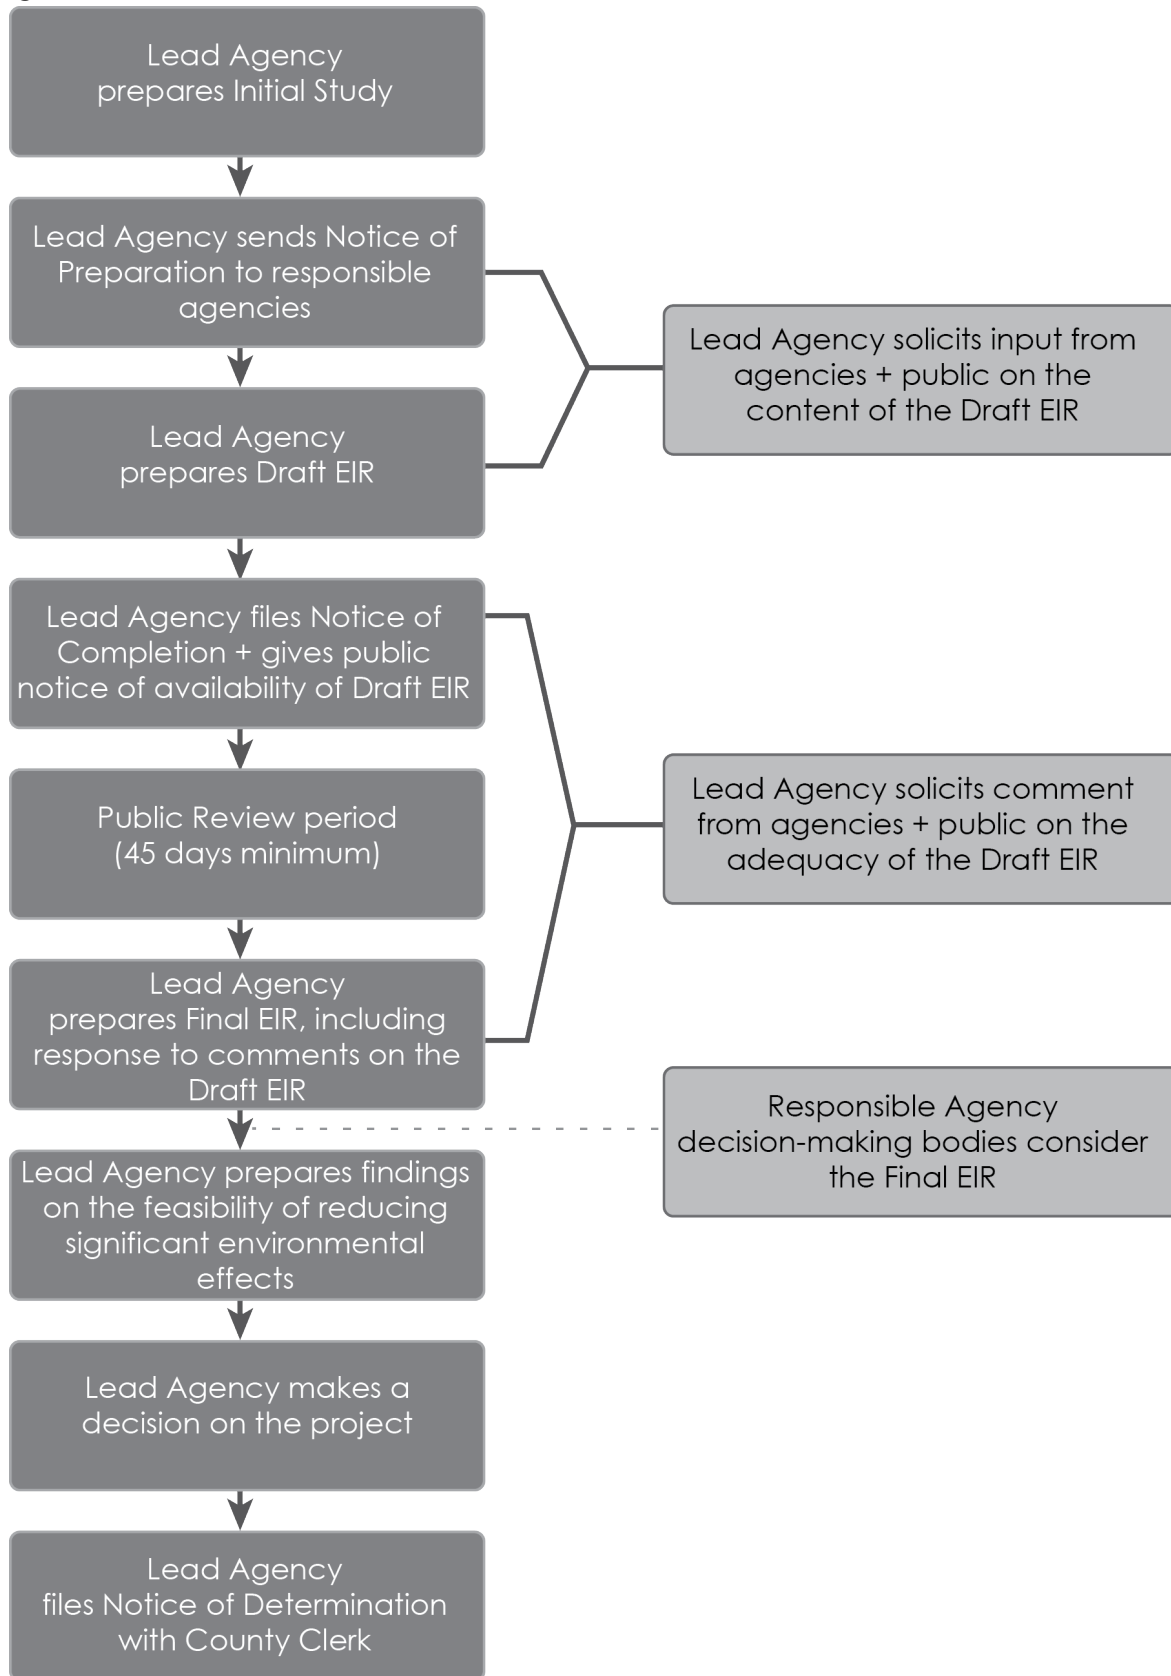 Lead Agency
prepares Initial Study
Lead Agency sends Notice of
Preparation to responsible
agencies
Lead Agency solicits input from
agencies + public on the
content of the Draft EIR
Lead Agency
prepares Draft EIR
Lead Agency files Notice of
Completion + gives public
notice of availability of Draft EIR
Public Review period
(45 days minimum)
Lead Agency solicits comment
from agencies + public on the
adequacy of the Draft EIR
Lead Agency
prepares Final EIR, including
response to comments on the
Draft EIR
Responsible Agency
decision-making bodies consider
the Final EIR
Lead Agency prepares findings
on the feasibility of reducing
significant environmental
effects
Lead Agency makes a
decision on the project
Lead Agency
files Notice of Determination
with County Clerk